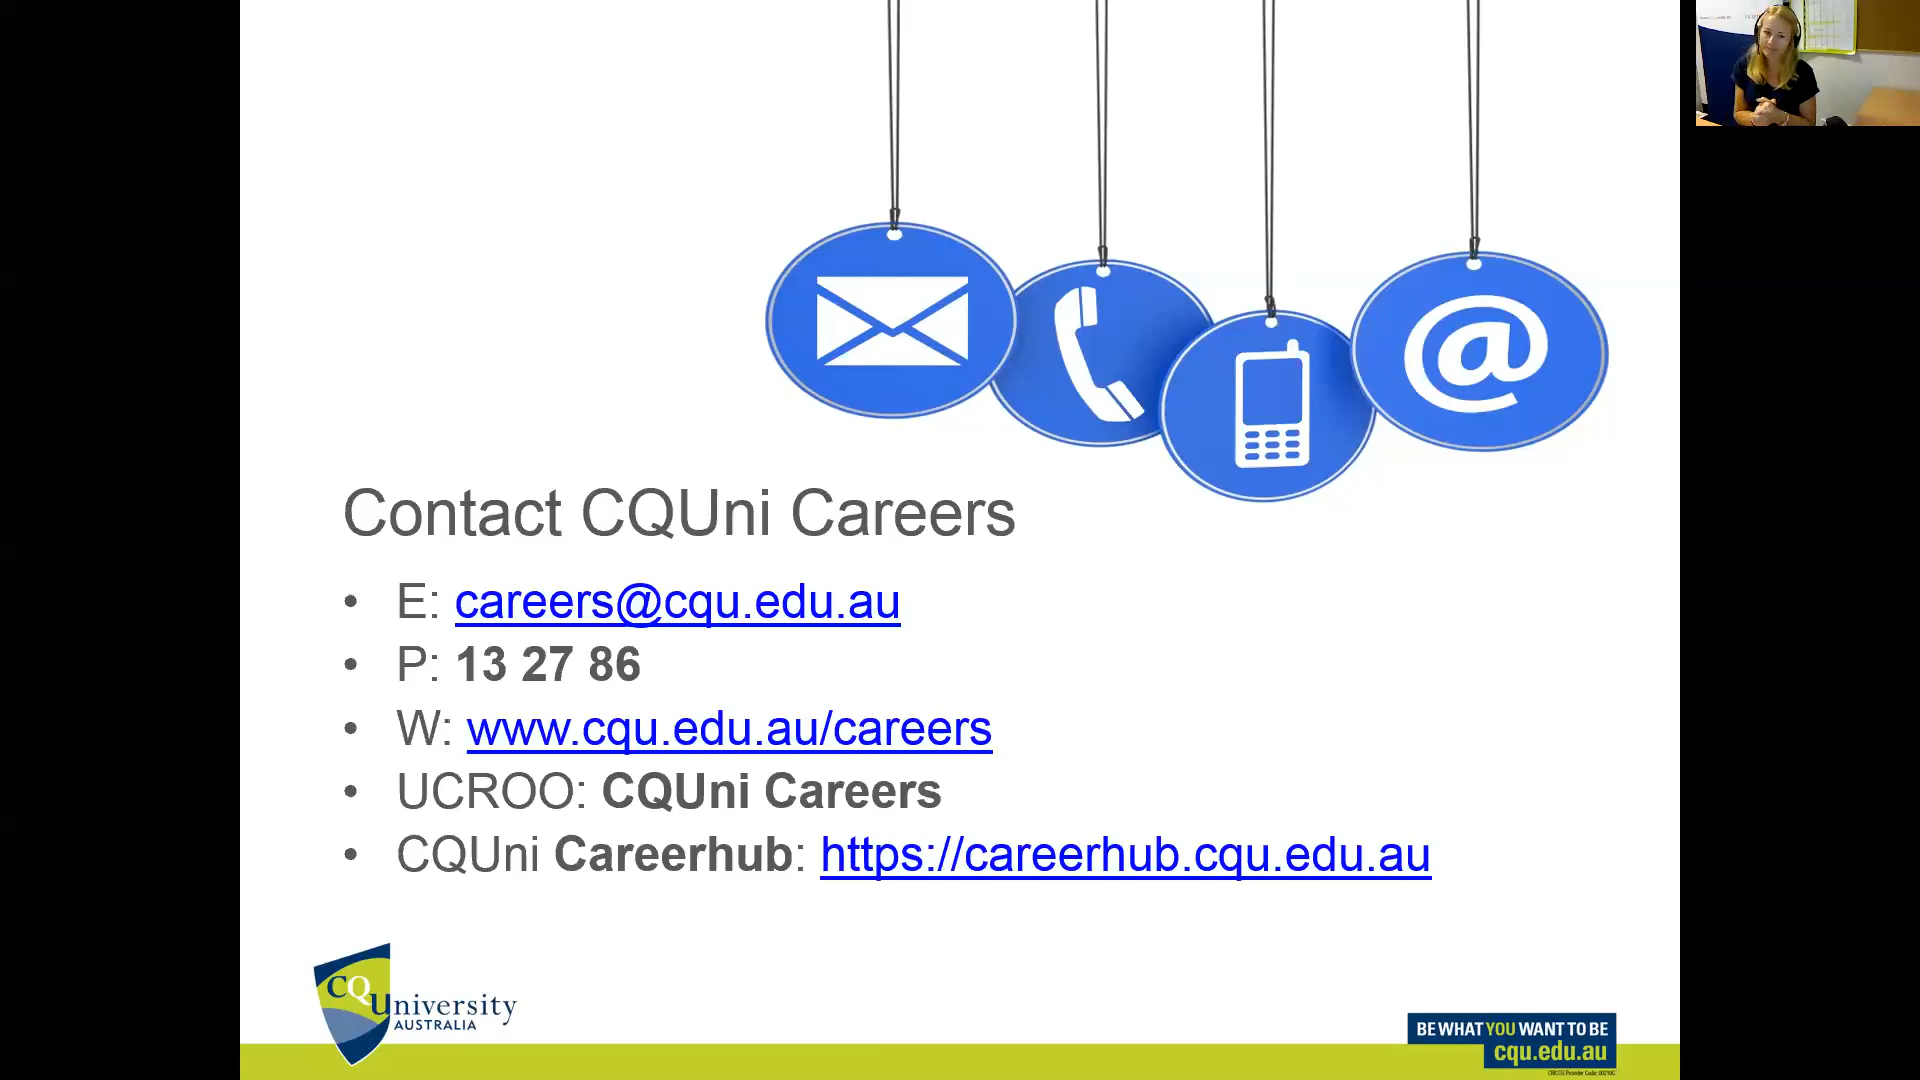 Contact CQUni Careers
• E: careers@cqu.edu.au
• P: 13 27 86
• W: www.cqu.edu.au/careers
• UCROO: CQUni Careers
• CQUni Careerhub: https://careerhub.cqu.edu.au
CQUniversity
AUSTRALIA
BE WHAT YOU WANT TO BE
cqu.edu.au